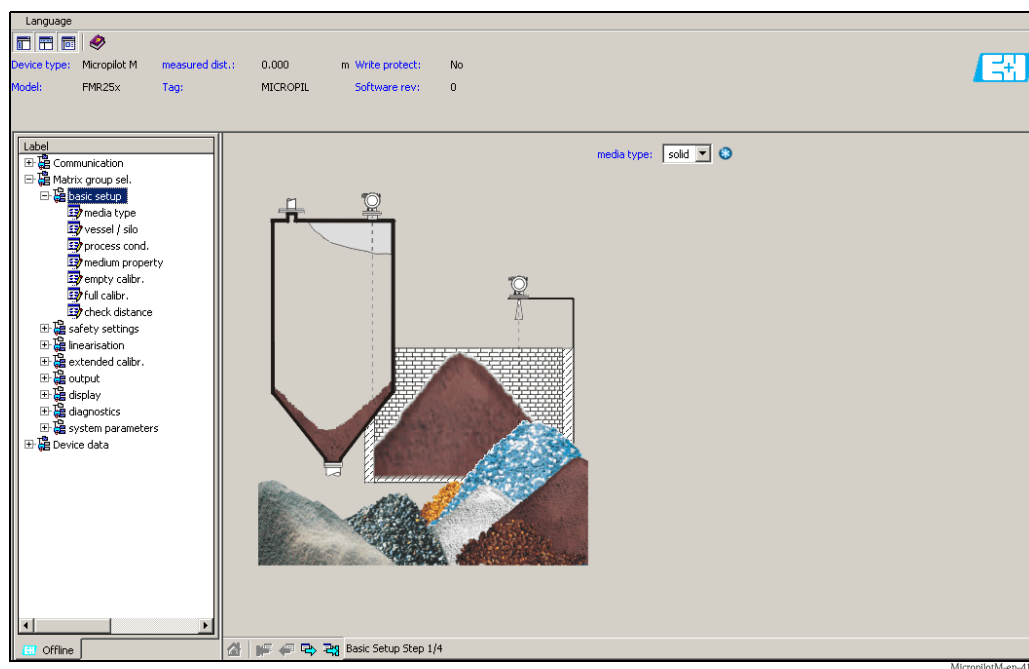 Language
Device type: Micropilot M measured dist.: 0.000 m Write protect: No
Model: FMR25x Tag: MICROPIL Software rev: 0
E+H
Label
Communication
Matrix group sel.
basic setup
media type
vessel / silo
process cond.
medium property
empty calibr.
full calibr.
check distance
safety settings
linearisation
extended calibr.
output
display
diagnostics
system parameters
Device data
media type: solid
Offline
Basic Setup Step 1/4